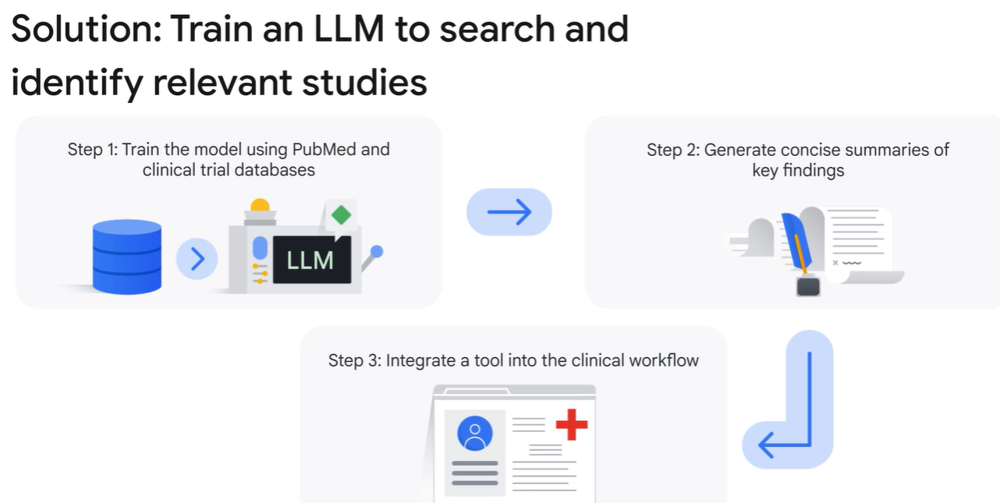 Solution: Train an LLM to search and
identify relevant studies
Step 1: Train the model using PubMed and
clinical trial databases
LLM
Step 2: Generate concise summaries of
key findings
Step 3: Integrate a tool into the clinical workflow